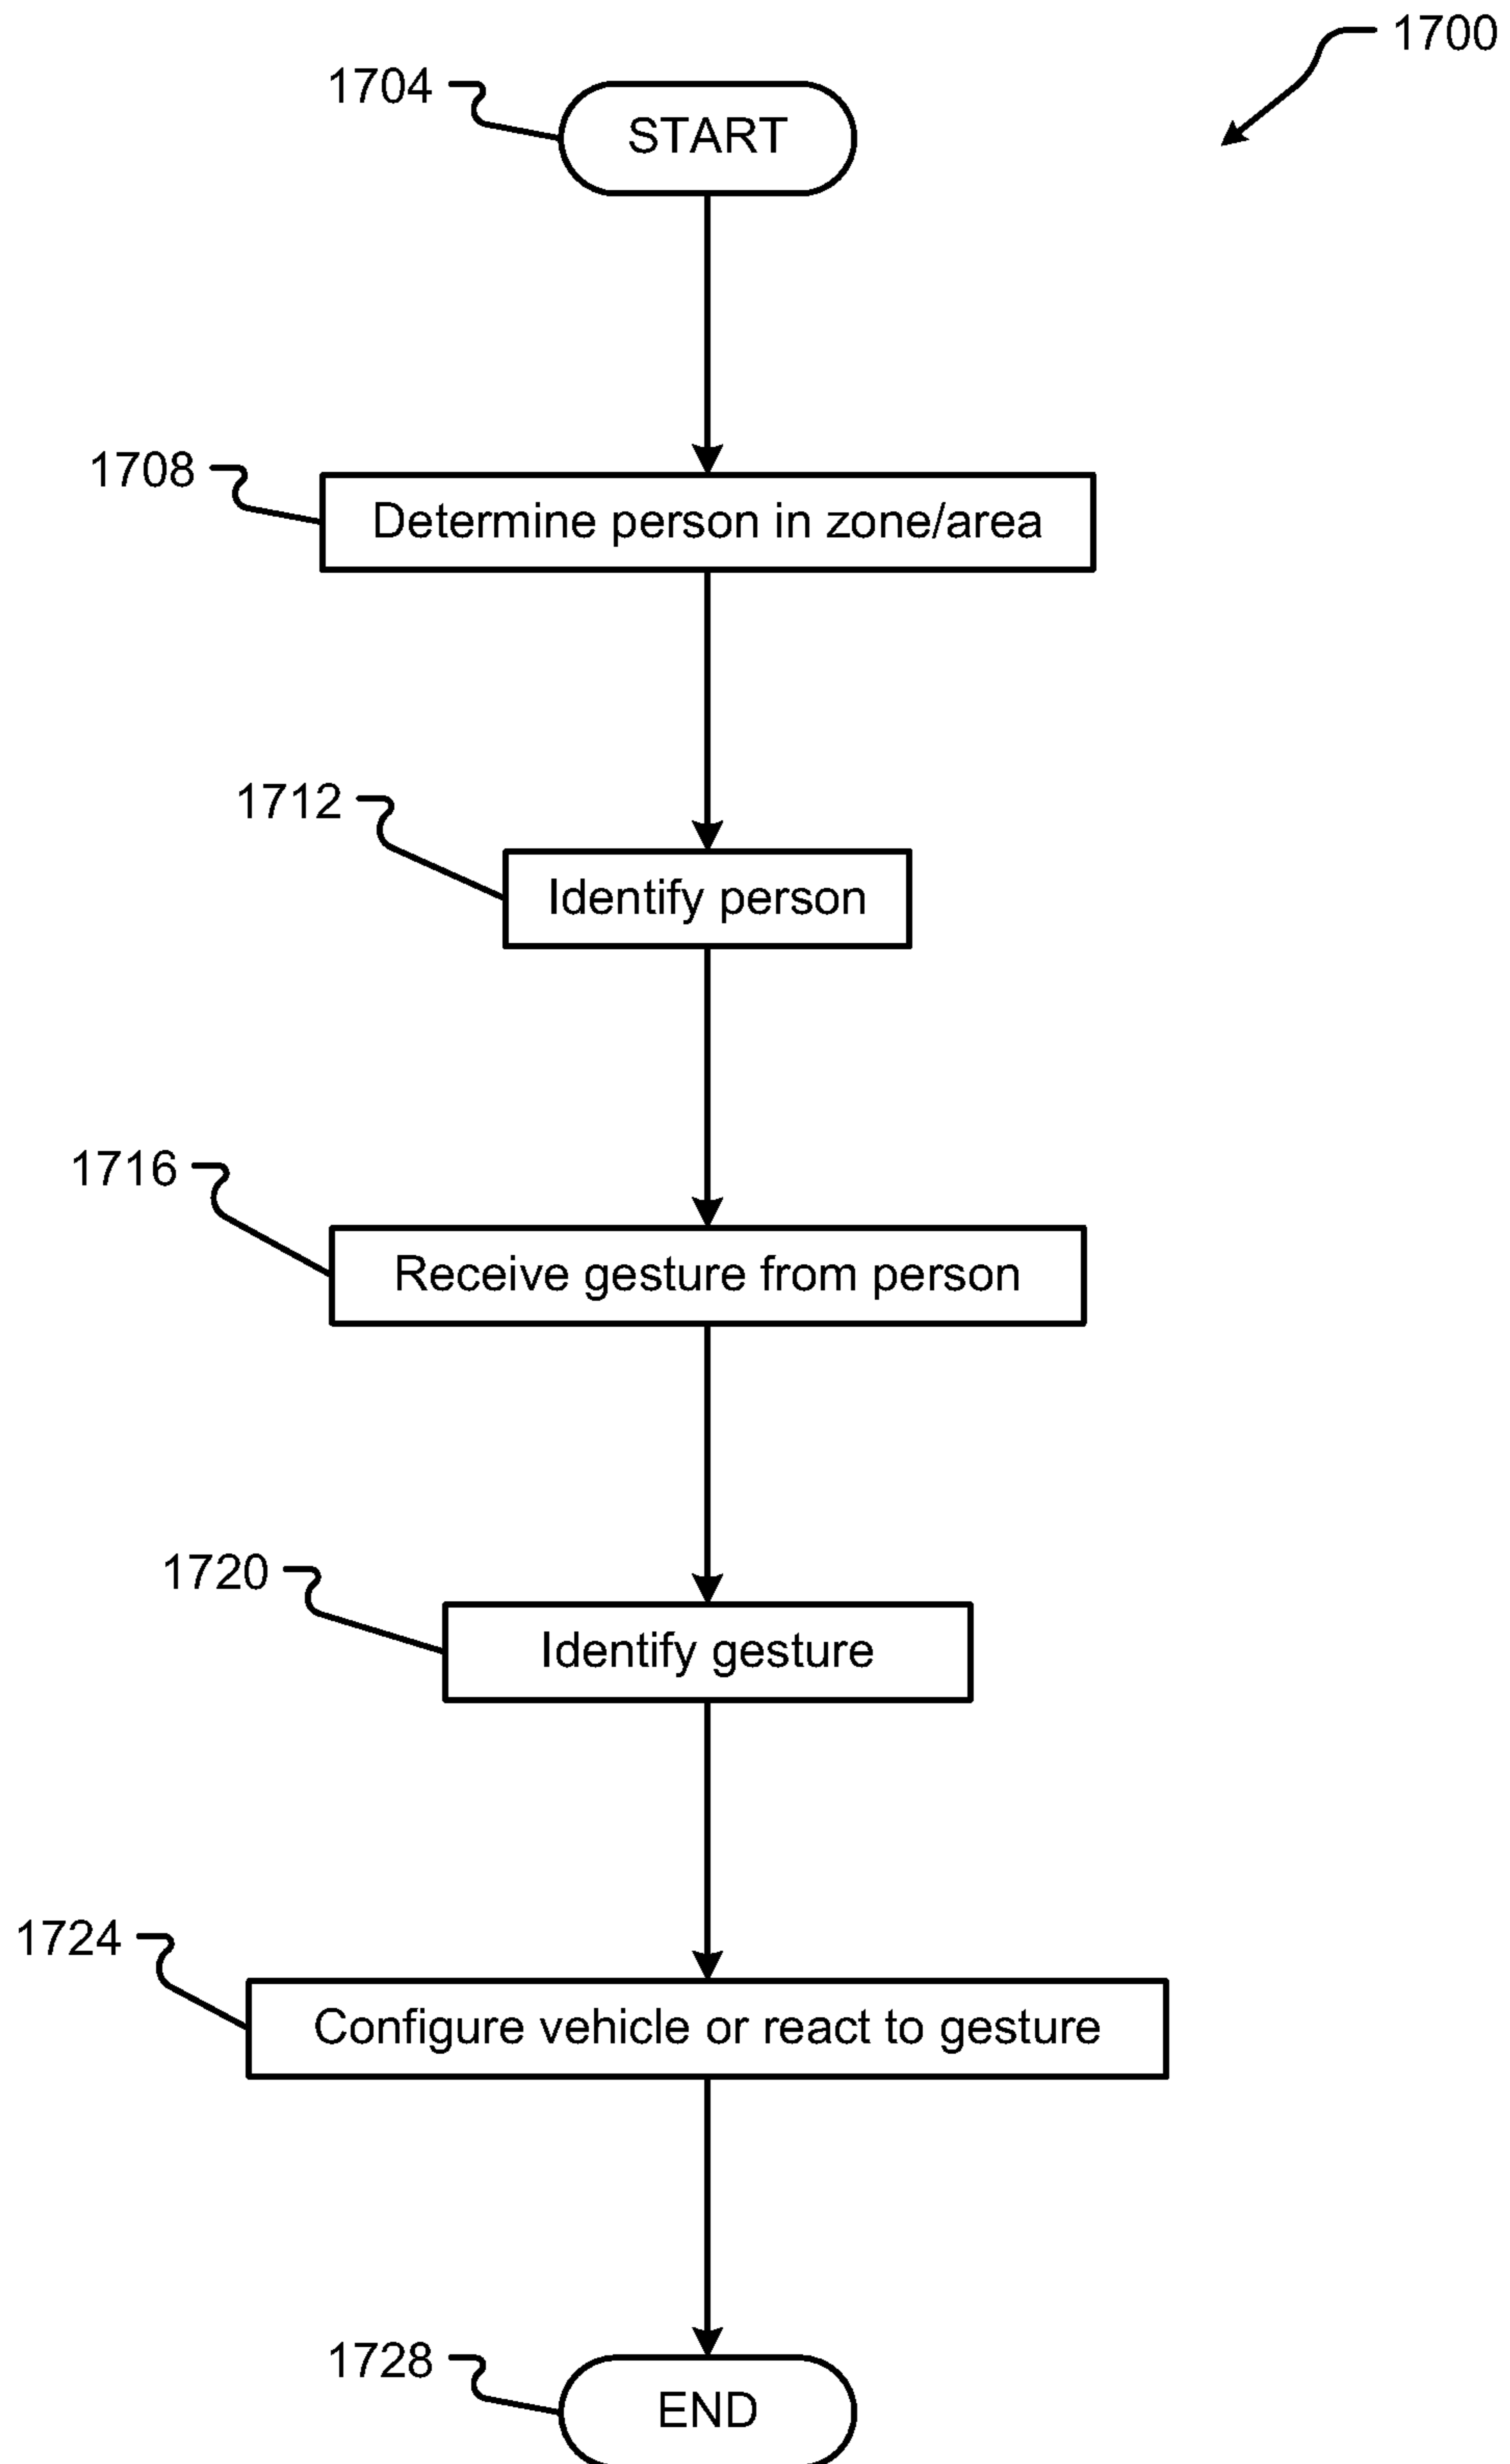 1700
1704
START
1708
Determine person in zone/area
1712
Identify person
1716
Receive gesture from person
1720
Identify gesture
1724
Configure vehicle or react to gesture
1728
END